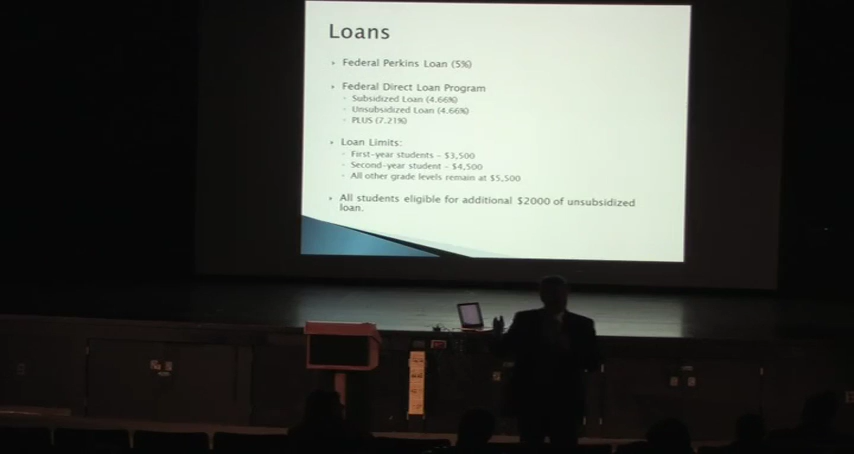 Loans
Federal Perkins Loan (5%)
Federal Direct Loan Program
Subsidized Loan (4.66%)
Unsubsidized Loan (4.66%)
PLUS (7.21%)
Loan Limits:
First-year students – $3,500
Second-year student – $4,500
All other grade levels remain at $5,500
All students eligible for additional $2000 of unsubsidized
loan.